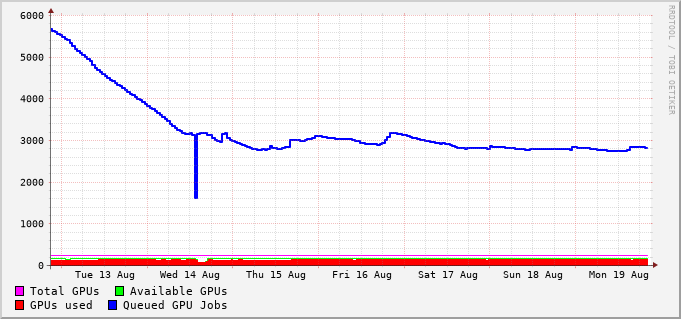 RRDTOOL / TOBI OETIKER
6000
5000
4000
3000
2000
1000
0
Tue 13 Aug Wed 14 Aug Thu 15 Aug Fri 16 Aug Sat 17 Aug Sun 18 Aug Mon 19 Aug
Total GPUs Available GPUs
GPUs used Queued GPU Jobs